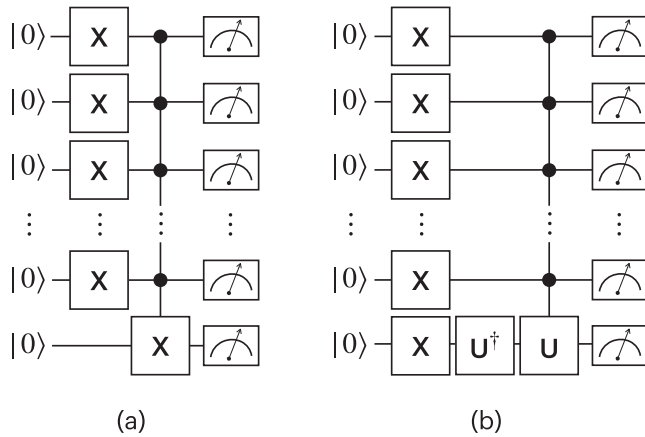 |0⟩ X |0⟩ X
|0⟩ X |0⟩ X
|0⟩ X |0⟩ X
⋮ ⋮ ⋮ ⋮ ⋮ ⋮ ⋮ ⋮
|0⟩ X |0⟩ X
|0⟩ X |0⟩ X U† U
(a) (b)